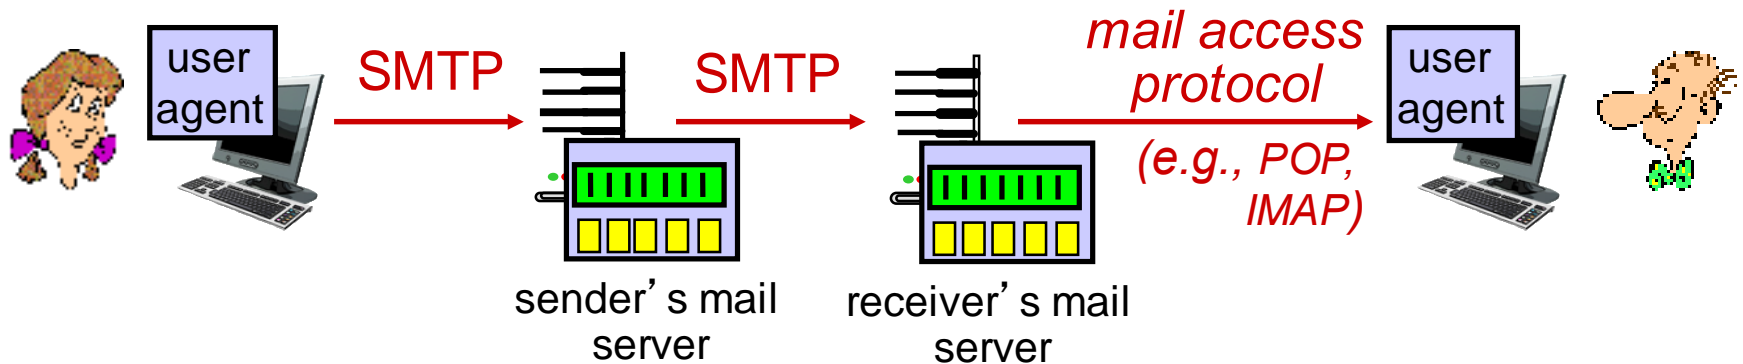 user
agent
SMTP
SMTP
mail access
protocol
(e.g., POP,
IMAP)
user
agent
sender’s mail
server
receiver’s mail
server